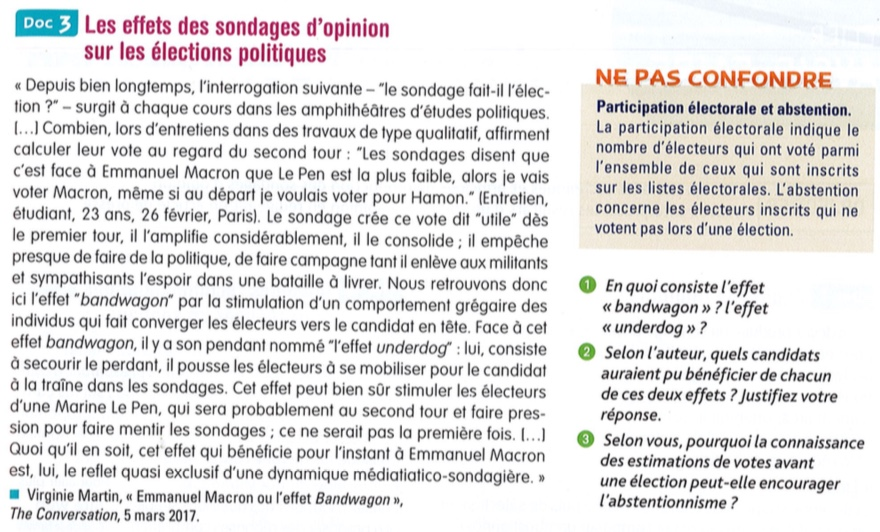 Doc 3 Les effets des sondages d'opinion
sur les élections politiques
« Depuis bien longtemps, l'interrogation suivante – "le sondage fait-il l'élec-
tion ?" – surgit à chaque cours dans les amphithéâtres d'études politiques.
[...] Combien, lors d'entretiens dans des travaux de type qualitatif, affirment
calculer leur vote au regard du second tour : "Les sondages disent que
c'est face à Emmanuel Macron que Le Pen est la plus faible, alors je vais
voter Macron, même si au départ je voulais voter pour Hamon." (Entretien,
étudiant, 23 ans, 26 février, Paris). Le sondage crée ce vote dit "utile" dès
le premier tour, il l'amplifie considérablement, il le consolide ; il empêche
presque de faire de la politique, de faire campagne tant il enlève aux militants
et sympathisants l'espoir dans une bataille à livrer. Nous retrouvons donc
ici l'effet "bandwagon" par la stimulation d'un comportement grégaire des
individus qui fait converger les électeurs vers le candidat en tête. Face à cet
effet bandwagon, il y a son pendant nommé "l'effet underdog" : lui, consiste
à secourir le perdant, il pousse les électeurs à se mobiliser pour le candidat
à la traîne dans les sondages. Cet effet peut bien sûr stimuler les électeurs
d'une Marine Le Pen, qui sera probablement au second tour et faire pres-
sion pour faire mentir les sondages ; ce ne serait pas la première fois. [...]
Quoi qu'il en soit, cet effet qui bénéficie pour l'instant à Emmanuel Macron
est, lui, le reflet quasi exclusif d'une dynamique médiatiatico-sondagière. »
Virginie Martin, « Emmanuel Macron ou l'effet Bandwagon »,
The Conversation, 5 mars 2017.
NE PAS CONFONDRE
Participation électorale et abstention.
La participation électorale indique le
nombre d'électeurs qui ont voté parmi
l'ensemble de ceux qui sont inscrits
sur les listes électorales. L'abstention
concerne les électeurs inscrits qui ne
votent pas lors d'une élection.
1 En quoi consiste l'effet
« bandwagon » ? l'effet
« underdog » ?
2 Selon l'auteur, quels candidats
auraient pu bénéficier de chacun
de ces deux effets ? Justifiez votre
réponse.
3 Selon vous, pourquoi la connaissance
des estimations de votes avant
une élection peut-elle encourager
l'abstentionnisme ?